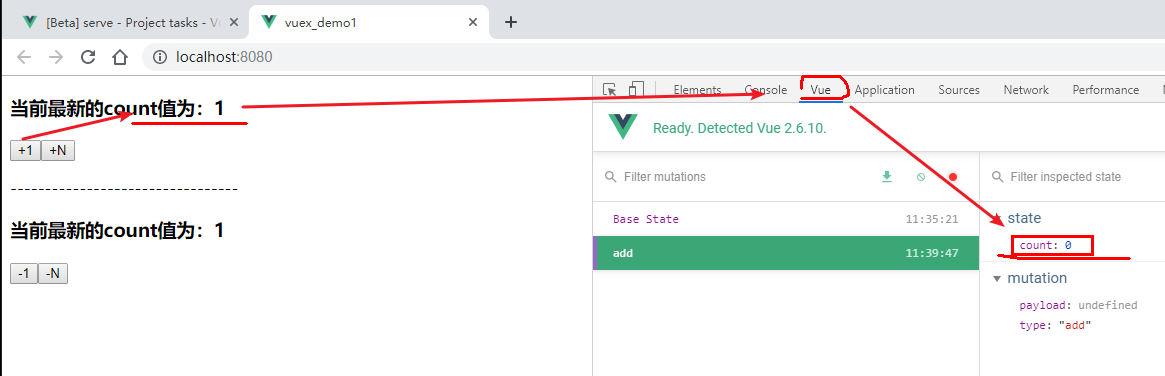 [Beta] serve - Project tasks - V
vuex_demo1
localhost:8080
当前最新的count值为：1
+1 +N
---------------------------------
当前最新的count值为：1
-1 -N
Elements Console Vue Application Sources Network Performance
Ready. Detected Vue 2.6.10.
Filter mutations
Base State 11:35:21
add 11:39:47
Filter inspected state
state
count: 0
mutation
payload: undefined
type: "add"